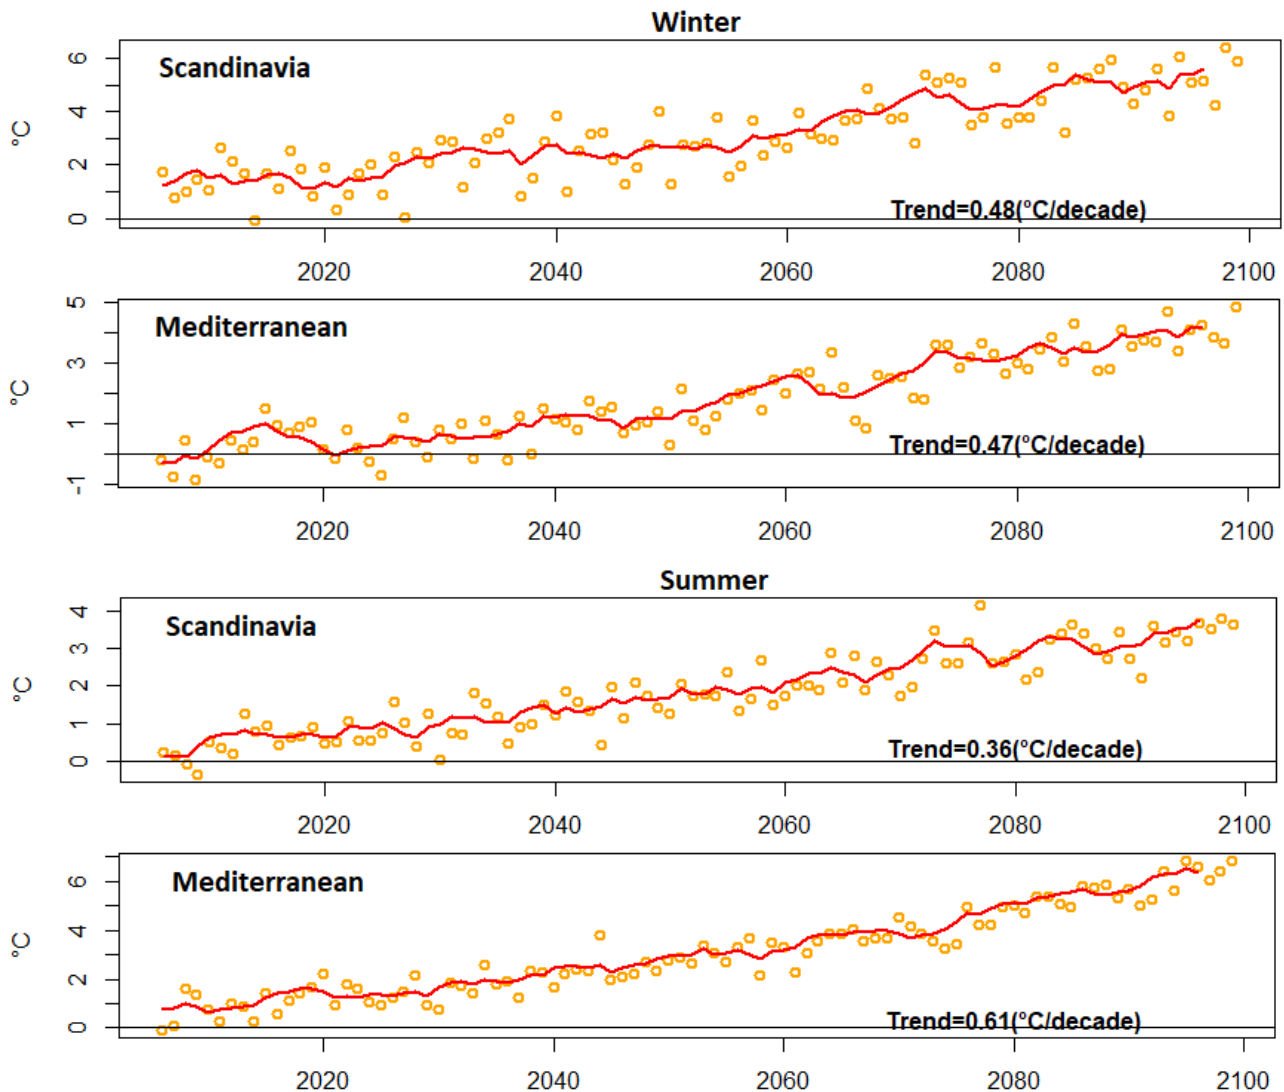 Winter
Scandinavia
°C
6
4
2
0
Trend=0.48(°C/decade)
2020 2040 2060 2080 2100
Mediterranean
°C
5
3
1
-1
Trend=0.47(°C/decade)
2020 2040 2060 2080 2100
Summer
Scandinavia
°C
4
3
2
1
0
Trend=0.36(°C/decade)
2020 2040 2060 2080 2100
Mediterranean
°C
6
4
2
0
Trend=0.61(°C/decade)
2020 2040 2060 2080 2100